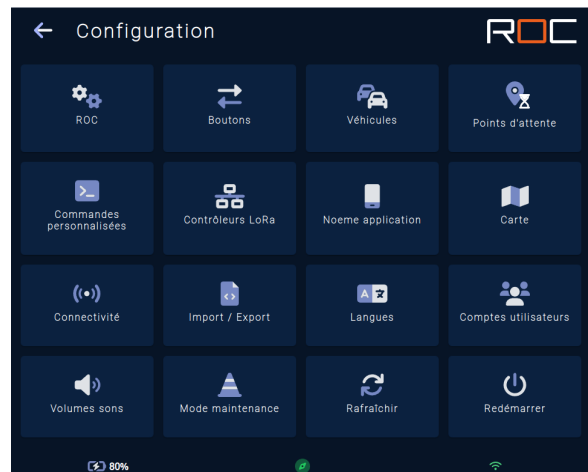 Configuration
ROC
ROC
Boutons
Véhicules
Points d'attente
Commandes
personnalisées
Contrôleurs LoRa
Noeme application
Carte
Connectivité
Import / Export
Langues
Comptes utilisateurs
Volumes sons
Mode maintenance
Rafraîchir
Redémarrer
80%